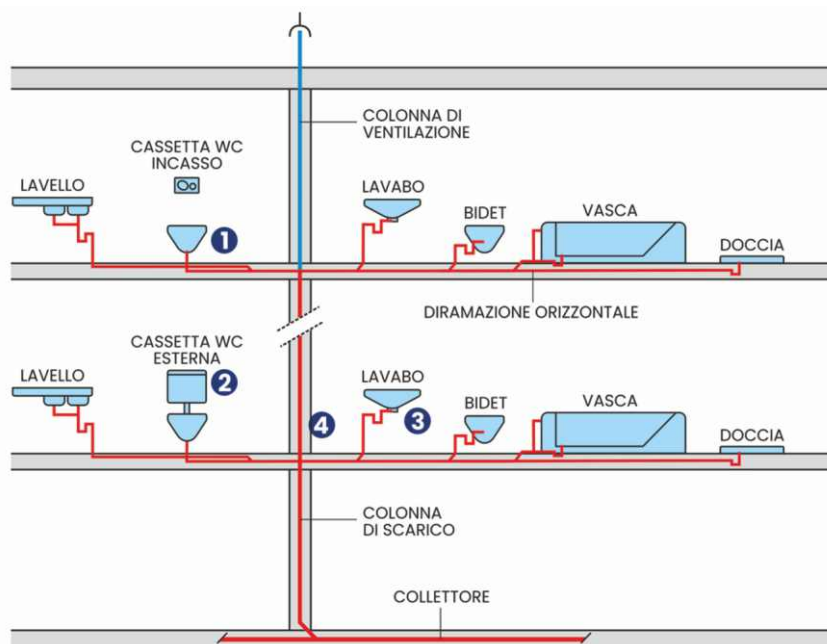 COLONNA DI
VENTILAZIONE
CASSETTA WC
INCASSO
LAVELLO
1
LAVABO
BIDET
VASCA
DOCCIA
DIRAMAZIONE ORIZZONTALE
CASSETTA WC
ESTERNA
LAVELLO
2
LAVABO
3
4
BIDET
VASCA
DOCCIA
COLONNA
DI SCARICO
COLLETTORE